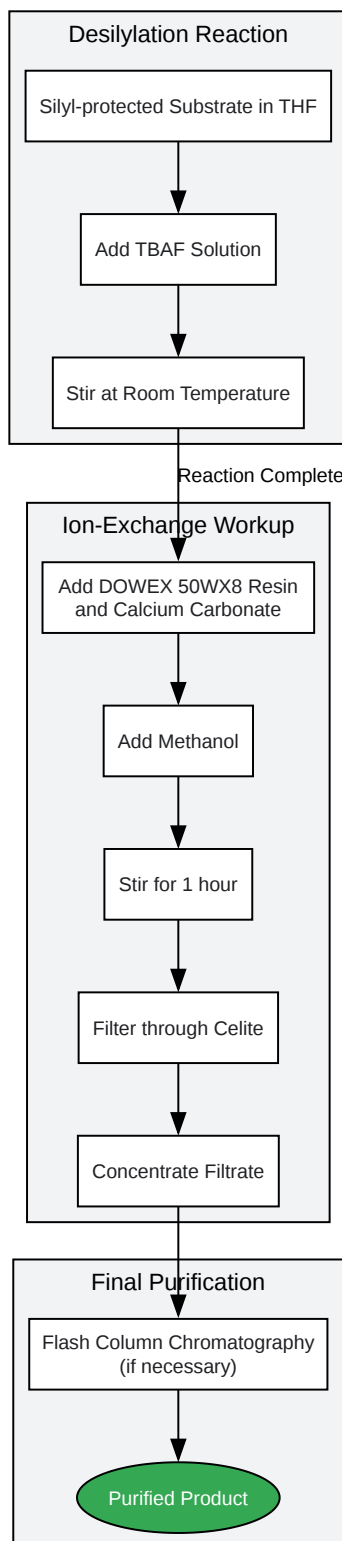 Desilylation Reaction
Silyl-protected Substrate in THF
Add TBAF Solution
Stir at Room Temperature
Reaction Complete
Ion-Exchange Workup
Add DOWEX 50WX8 Resin
and Calcium Carbonate
Add Methanol
Stir for 1 hour
Filter through Celite
Concentrate Filtrate
Final Purification
Flash Column Chromatography
(if necessary)
Purified Product